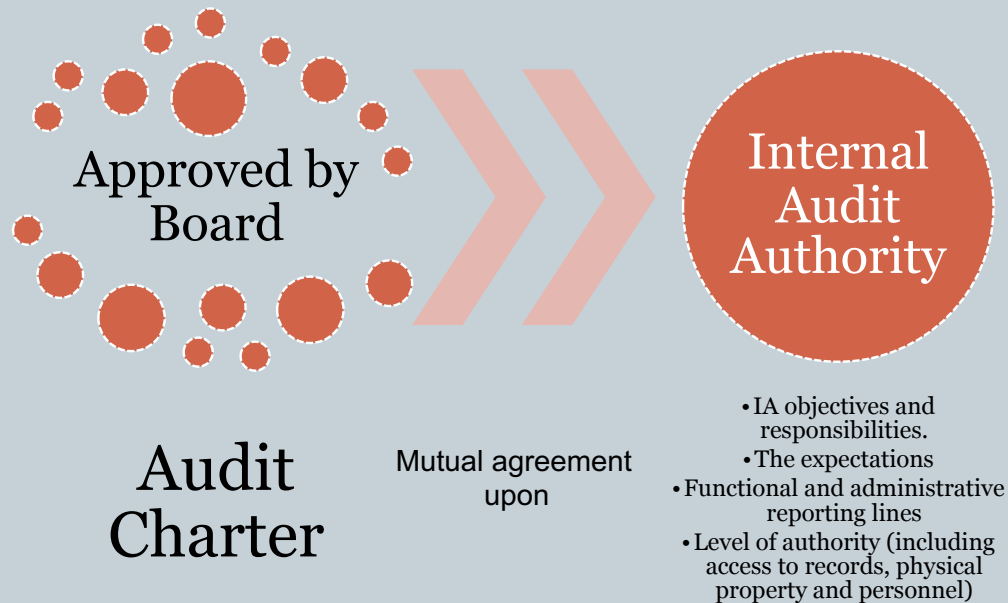 Approved by
Board
Internal
Audit
Authority
Audit
Charter
Mutual agreement
upon
•IA objectives and
responsibilities.
•The expectations
•Functional and administrative
reporting lines
•Level of authority (including
access to records, physical
property and personnel)